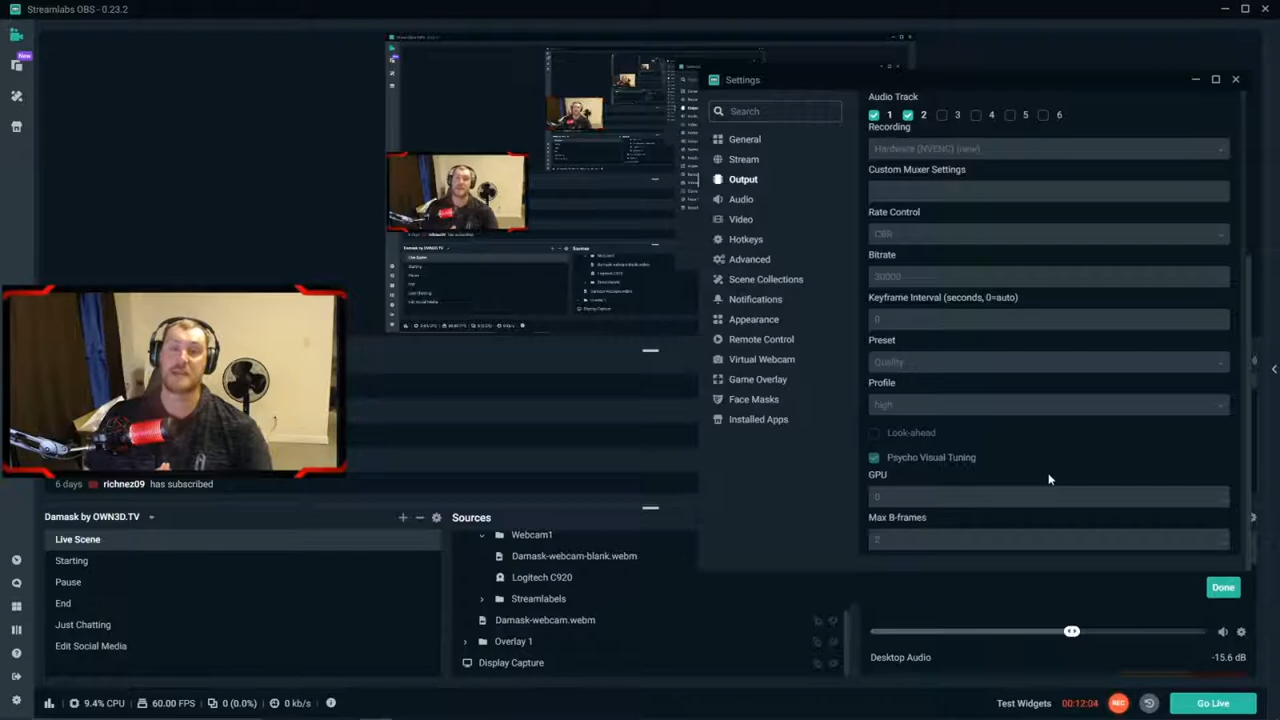 Streamlabs OBS - 0.23.2
New
Settings
Search
General
Stream
Output
Audio
Video
Hotkeys
Advanced
Scene Collections
Notifications
Appearance
Remote Control
Virtual Webcam
Game Overlay
Face Masks
Installed Apps
Audio Track
1 2 3 4 5 6
Recording
Hardware (NVENC) (new)
Custom Muxer Settings
Rate Control
CBR
Bitrate
30000
Keyframe Interval (seconds, 0=auto)
0
Preset
Quality
Profile
high
Look-ahead
Psycho Visual Tuning
GPU
0
Max B-frames
2
Done
6 days richnez09 has subscribed
Damask by OWN3D.TV
Live Scene
Starting
Pause
End
Just Chatting
Edit Social Media
Sources
Webcam1
Damask-webcam-blank.webm
Logitech C920
Streamlabels
Damask-webcam.webm
Overlay 1
Display Capture
Desktop Audio -15.6 dB
9.4% CPU 60.00 FPS 0 (0.0%) 0 kb/s Test Widgets 00:12:04 REC Go Live